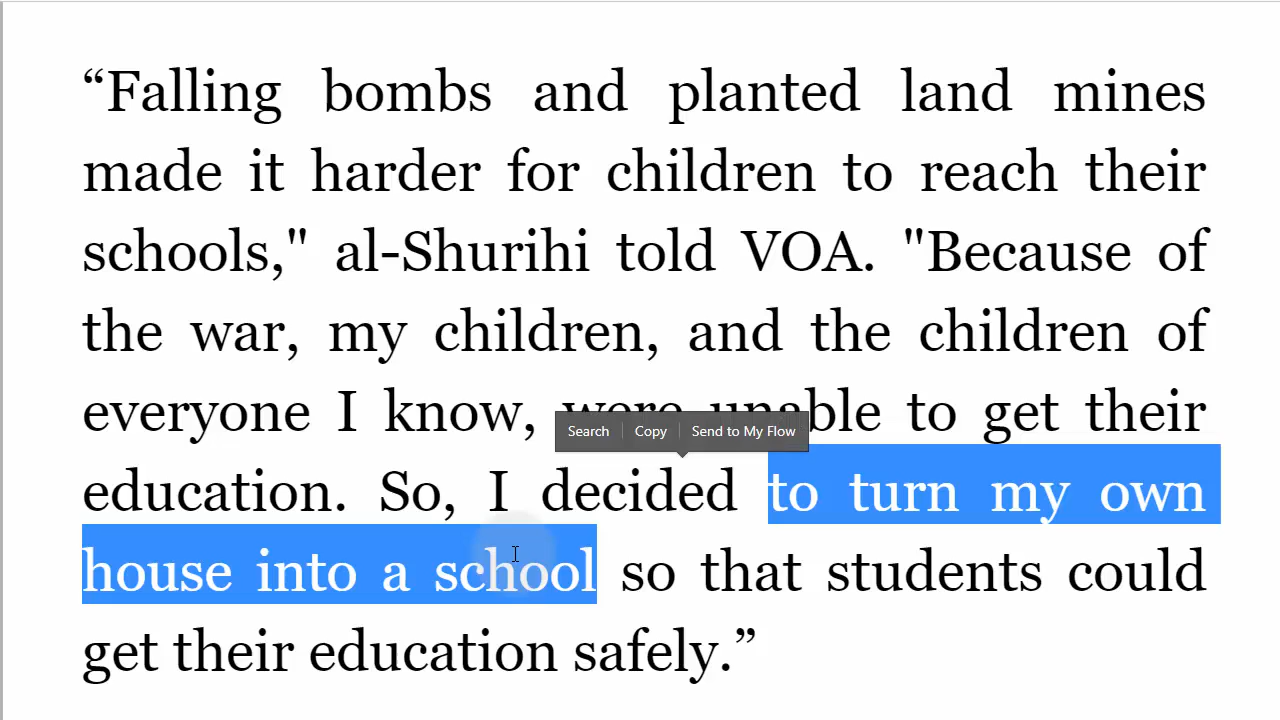 “Falling bombs and planted land mines
made it harder for children to reach their
schools," al-Shurihi told VOA. "Because of
the war, my children, and the children of
everyone I know, were unable to get their
Search Copy Send to My Flow
education. So, I decided to turn my own
house into a school so that students could
get their education safely.”